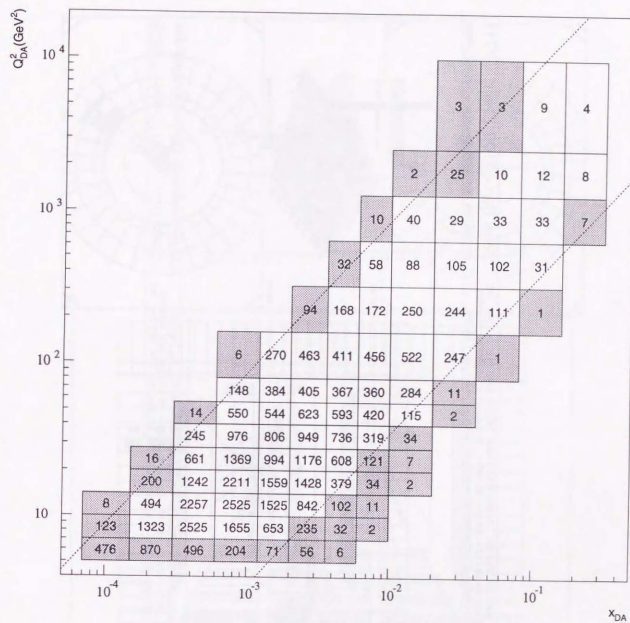 Q²DA(GeV²)
10⁴
3 3 9 4
2 25 10 12 8
10³
10 40 29 33 33 7
32 58 88 105 102 31
94 168 172 250 244 111 1
10²
6 270 463 411 456 522 247 1
148 384 405 367 360 284 11
14 550 544 623 593 420 115 2
245 976 806 949 736 319 34
16 661 1369 994 1176 608 121 7
200 1242 2211 1559 1428 379 34 2
8 494 2257 2525 1525 842 102 11
10
123 1323 2525 1655 653 235 32 2
476 870 496 204 71 56 6
10⁻⁴ 10⁻³ 10⁻² 10⁻¹
xDA